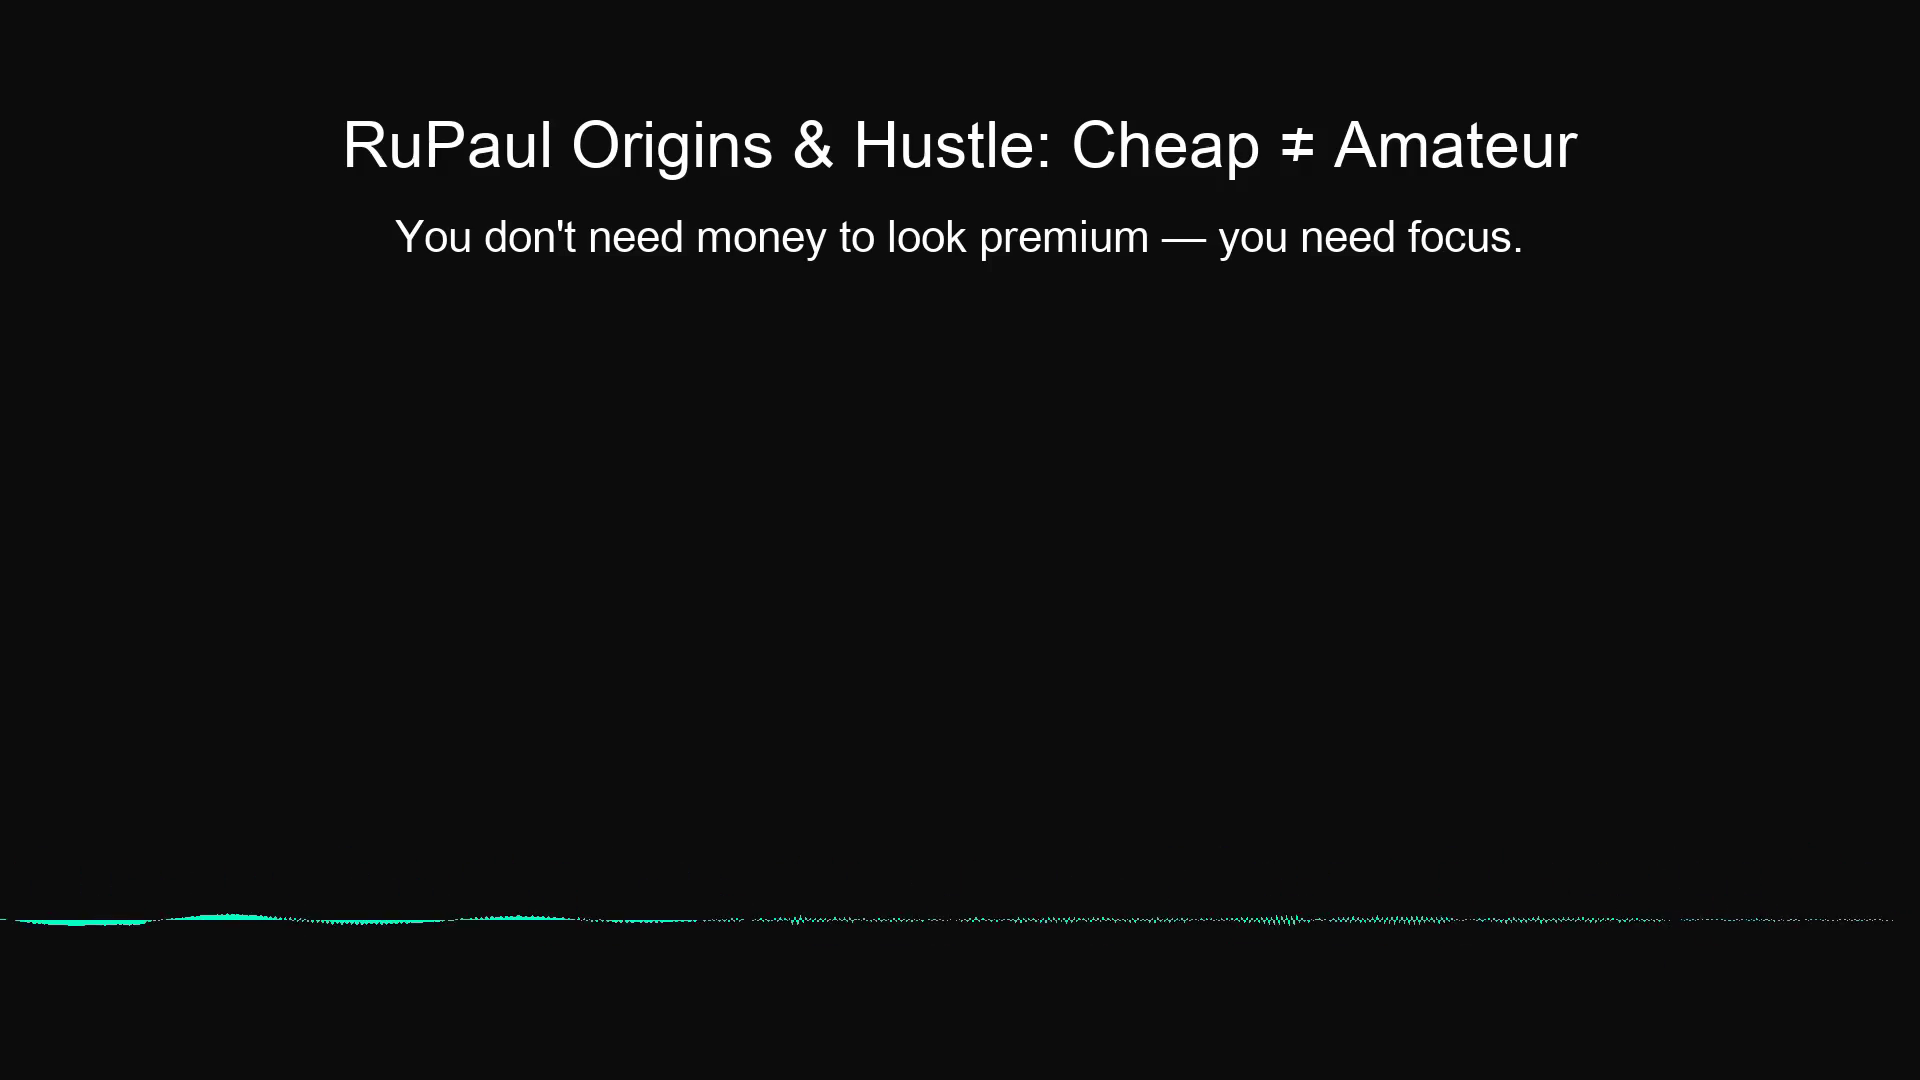 RuPaul Origins & Hustle: Cheap ≠ Amateur
You don't need money to look premium — you need focus.